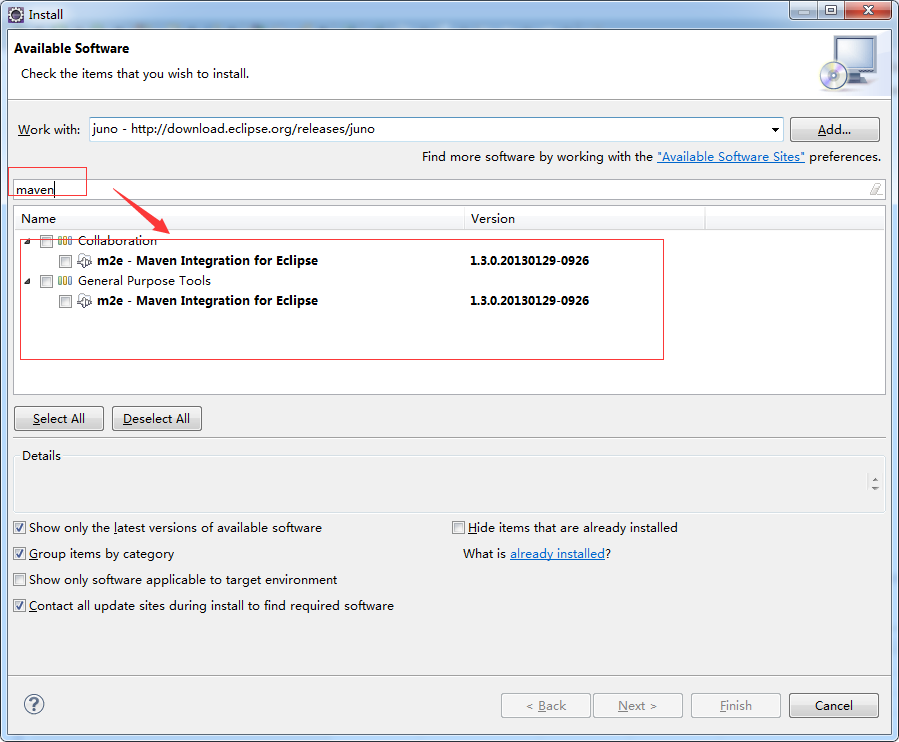 Install
Available Software
Check the items that you wish to install.
Work with: juno - http://download.eclipse.org/releases/juno Add...
Find more software by working with the "Available Software Sites" preferences.
maven
Name Version
Collaboration
m2e - Maven Integration for Eclipse 1.3.0.20130129-0926
General Purpose Tools
m2e - Maven Integration for Eclipse 1.3.0.20130129-0926
Select All Deselect All
Details
Show only the latest versions of available software Hide items that are already installed
Group items by category What is already installed?
Show only software applicable to target environment
Contact all update sites during install to find required software
? < Back Next > Finish Cancel